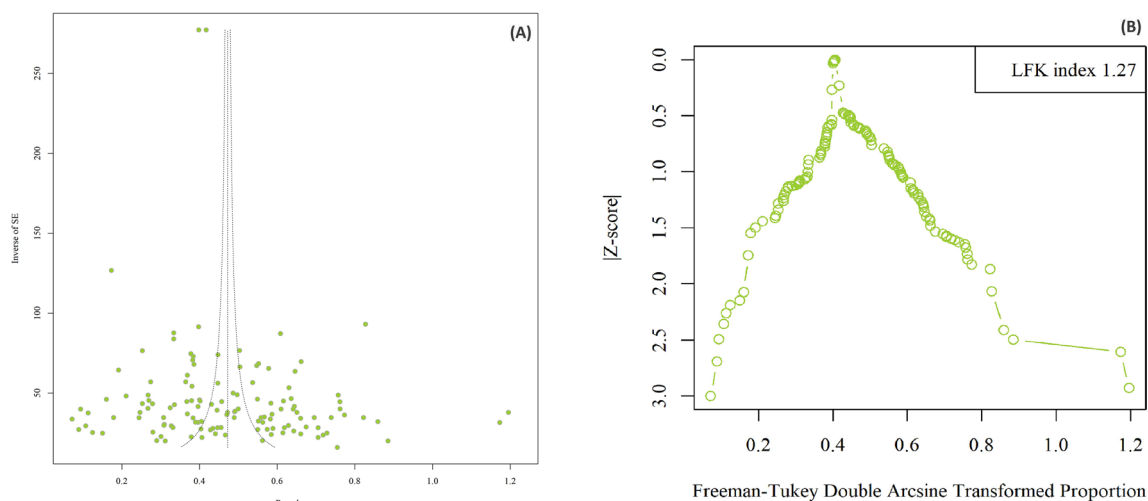 (A)
250
200
150
100
50
0.2 0.4 0.6 0.8 1.0 1.2
Inverse of SE
(B)
LFK index 1.27
0.0
0.5
1.0
1.5
2.0
2.5
3.0
|Z-score|
0.2 0.4 0.6 0.8 1.0 1.2
Freeman-Tukey Double Arcsine Transformed Proportion